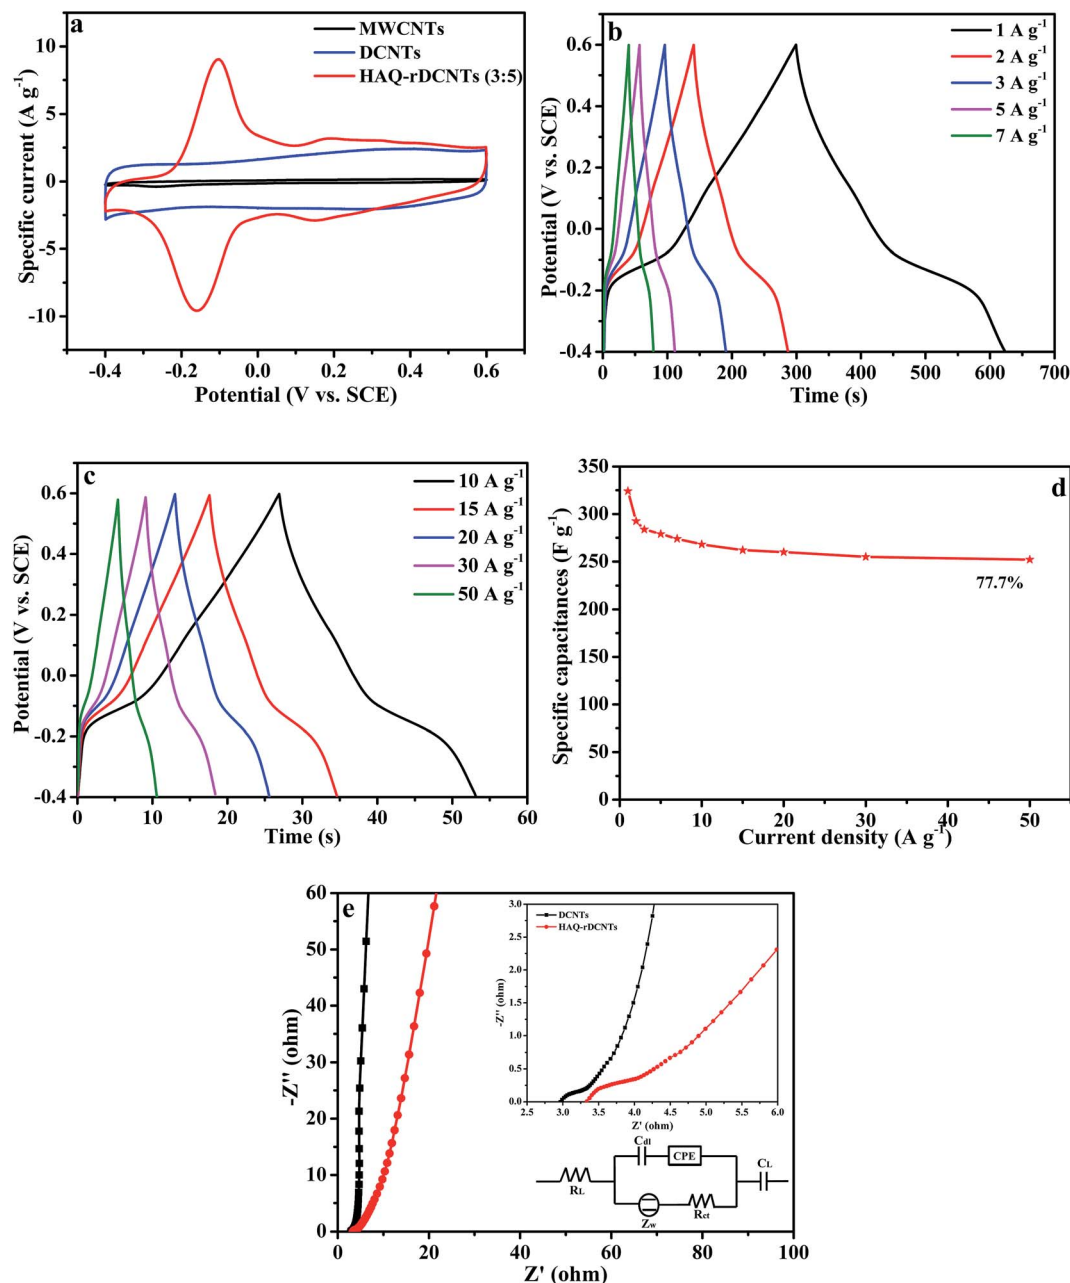 a
MWCNTs
DCNTs
HAQ-rDCNTs (3:5)
10
5
0
-5
-10
Specific current (A g⁻¹)
-0.4
-0.2
0.0
0.2
0.4
0.6
Potential (V vs. SCE)
b
1 A g⁻¹
2 A g⁻¹
3 A g⁻¹
5 A g⁻¹
7 A g⁻¹
0.6
0.4
0.2
0.0
-0.2
-0.4
Potential (V vs. SCE)
0
100
200
300
400
500
600
700
Time (s)
c
10 A g⁻¹
15 A g⁻¹
20 A g⁻¹
30 A g⁻¹
50 A g⁻¹
0.6
0.4
0.2
0.0
-0.2
-0.4
Potential (V vs. SCE)
0
10
20
30
40
50
60
Time (s)
d
350
300
250
200
150
100
50
0
Specific capacitances (F g⁻¹)
77.7%
0
10
20
30
40
50
Current density (A g⁻¹)
e
60
50
40
30
20
10
0
-Z'' (ohm)
0
20
40
60
80
100
Z' (ohm)
DCNTs
HAQ-rDCNTs
3.0
2.5
2.0
1.5
1.0
0.5
0.0
-Z'' (ohm)
2.5
3.0
3.5
4.0
4.5
5.0
5.5
6.0
Z' (ohm)
Cdl
CPE
CL
RL
Zw
Rct